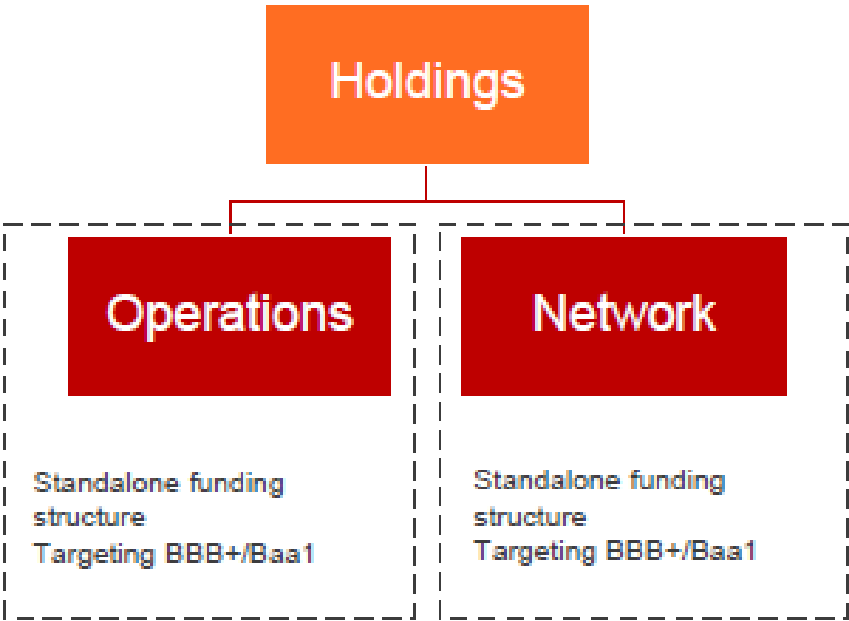 Holdings
Operations
Network
Standalone funding
structure
Targeting BBB+/Baa1
Standalone funding
structure
Targeting BBB+/Baa1